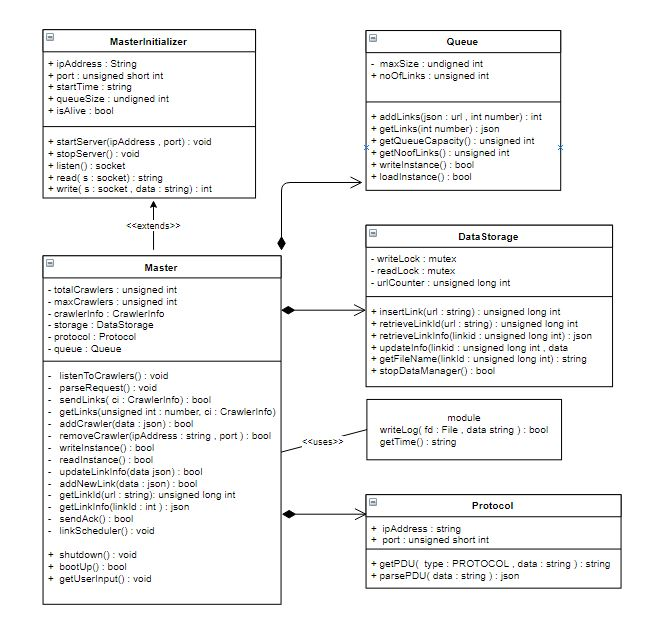 MasterInitializer
+ ipAddress : String
+ port : unsigned short int
+ startTime : string
+ queueSize : undigned int
+ isAlive : bool
+ startServer(ipAddress , port) : void
+ stopServer() : void
+ listen() : socket
+ read( s : socket) : string
+ write( s : socket , data : string) : int
Queue
- maxSize : undigned int
+ noOfLinks : unsigned int
+ addLinks(json : url , int number) : int
+ getLinks(int number) : json
+ getQueueCapacity() : unsigned int
+ getNoofLinks() : unsigned int
+ writeInstance() : bool
+ loadInstance() : bool
<<extends>>
Master
- totalCrawlers : unsigned int
- maxCrawlers : unsigned int
- crawlerInfo : CrawlerInfo
- storage : DataStorage
- protocol : Protocol
- queue : Queue
- listenToCrawlers() : void
- parseRequest() : void
- sendLinks( ci : CrawlerInfo) : bool
- getLinks(unsigned int : number, ci : CrawlerInfo)
- addCrawler(data : json) : bool
- removeCrawler(ipAddress : string , port ) : bool
- writeInstance() : bool
- readInstance() : bool
- updateLinkInfo(data json) : bool
- addNewLink(data : json) : bool
- getLinkId(url : string): unsigned long int
- getLinkInfo(linkId : int ) : json
- sendAck() : bool
- linkScheduler() : void
+ shutdown() : void
+ bootUp() : bool
+ getUserInput() : void
DataStorage
- writeLock : mutex
- readLock : mutex
- urlCounter : unsigned long int
+ insertLink(url : string) : unsigned long int
+ retrieveLinkId(url : string) : unsigned long int
+ retrieveLinkInfo(linkid : unsigned long int) : json
+ updateInfo(linkid : unsigned long int , data
+ getFileName(linkId : unsigned long int) : string
+ stopDataManager() : bool
<<uses>>
module
writeLog( fd : File , data string ) : bool
getTime() : string
Protocol
+ ipAddress : string
+ port : unsigned short int
+ getPDU( type : PROTOCOL , data : string ) : string
+ parsePDU( data : string ) : json